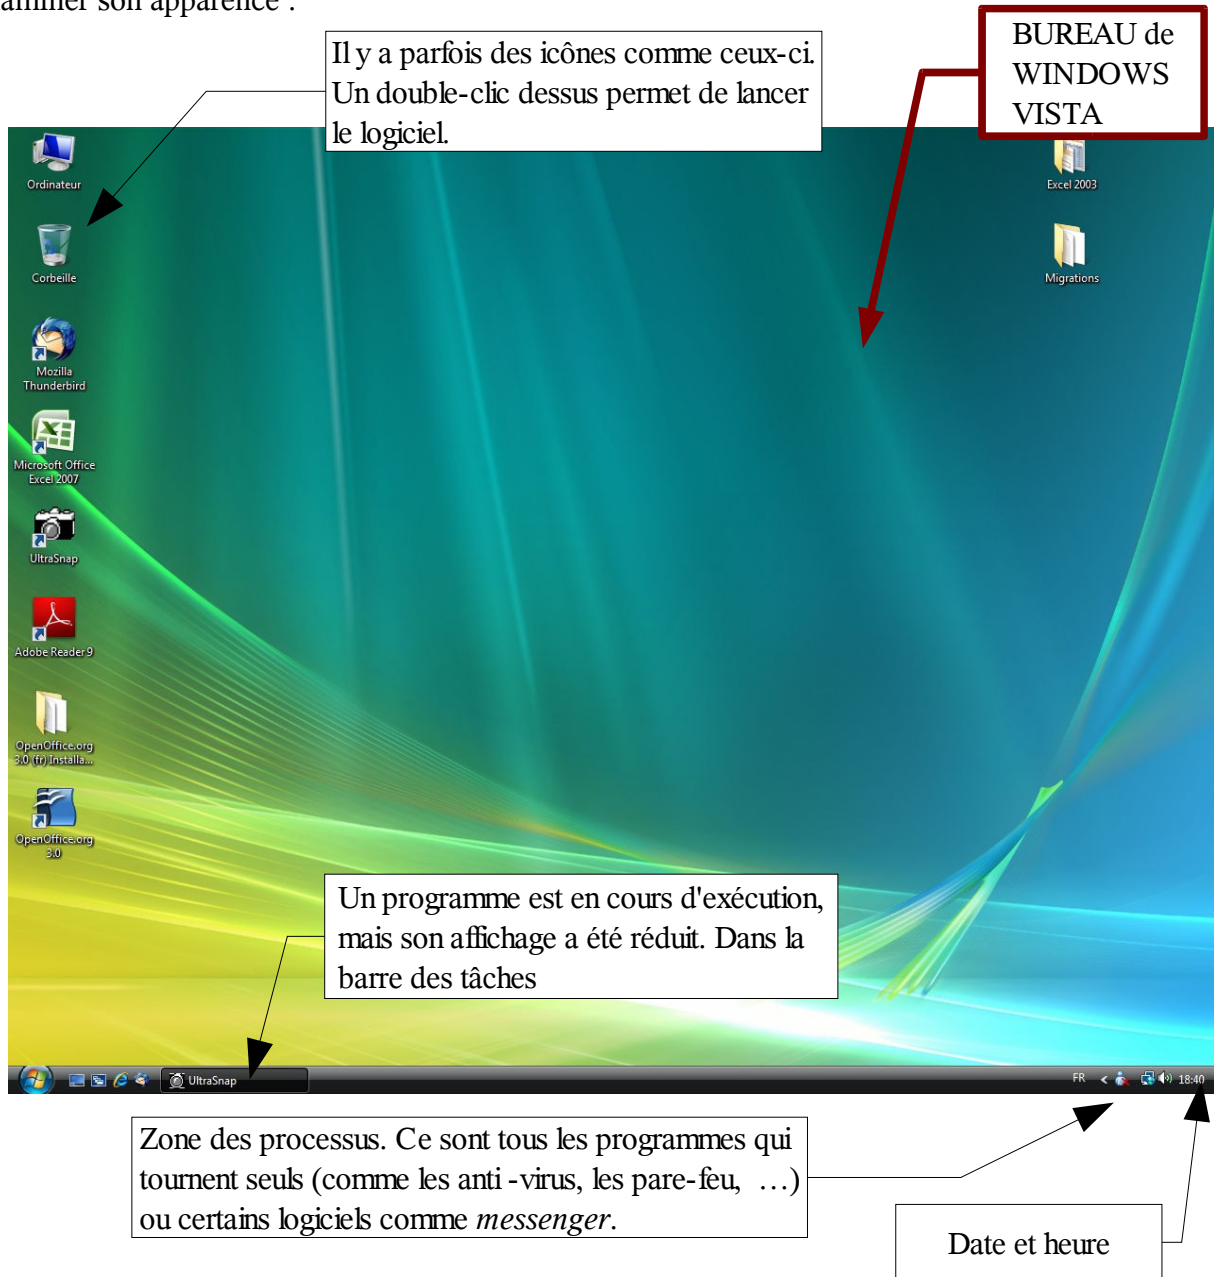 son apparence :
Il y a parfois des icônes comme ceux-ci.
Un double-clic dessus permet de lancer
le logiciel.
BUREAU de
WINDOWS
VISTA
Ordinateur
Excel 2003
Corbeille
Migrations
Mozilla
Thunderbird
Microsoft Office
Excel 2007
UltraSnap
Adobe Reader 9
OpenOffice.org
3.0 (fr) Installa...
OpenOffice.org
3.0
Un programme est en cours d'exécution,
mais son affichage a été réduit. Dans la
barre des tâches
UltraSnap
FR
18:40
Zone des processus. Ce sont tous les programmes qui
tournent seuls (comme les anti-virus, les pare-feu, …)
ou certains logiciels comme messenger.
Date et heure